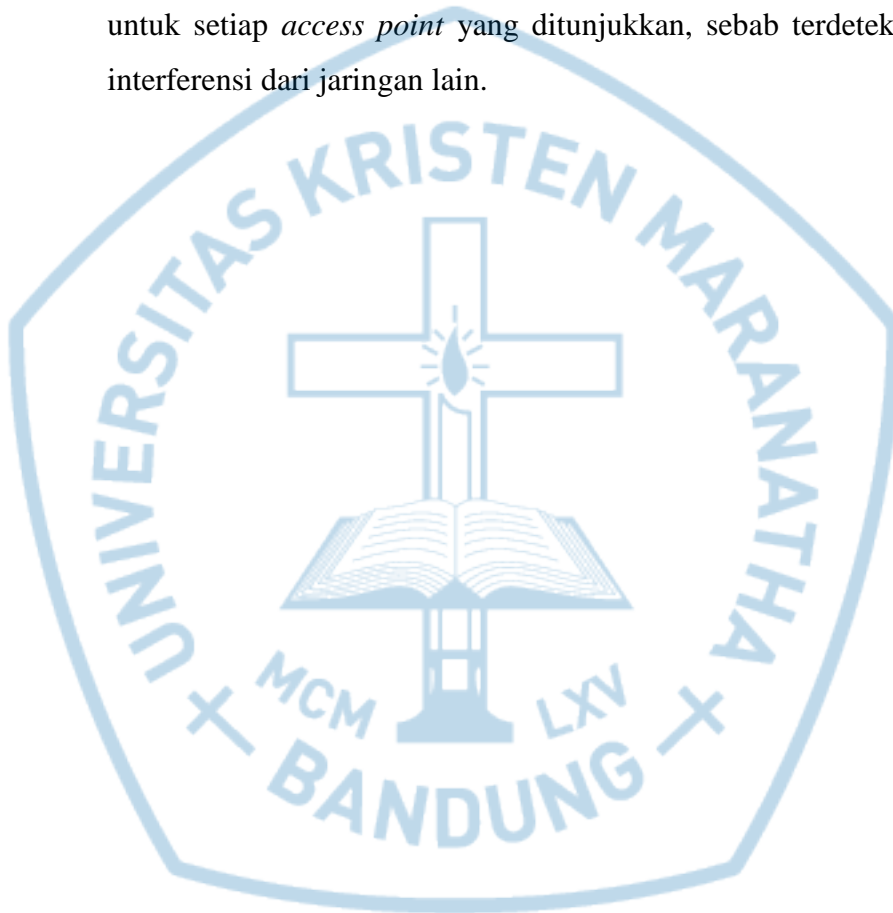 untuk setiap access point yang ditunjukkan, sebab terdetek
interferensi dari jaringan lain.
UNIVERSITAS KRISTEN MARANATHA
MCM LXV
BANDUNG